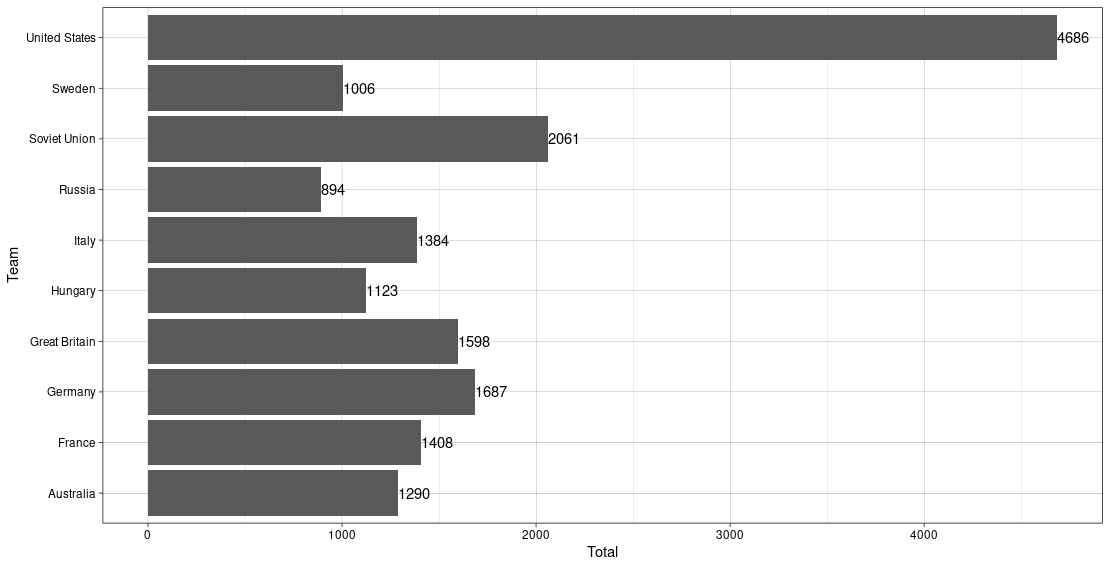 Team
United States 4686
Sweden 1006
Soviet Union 2061
Russia 894
Italy 1384
Hungary 1123
Great Britain 1598
Germany 1687
France 1408
Australia 1290
0 1000 2000 3000 4000
Total